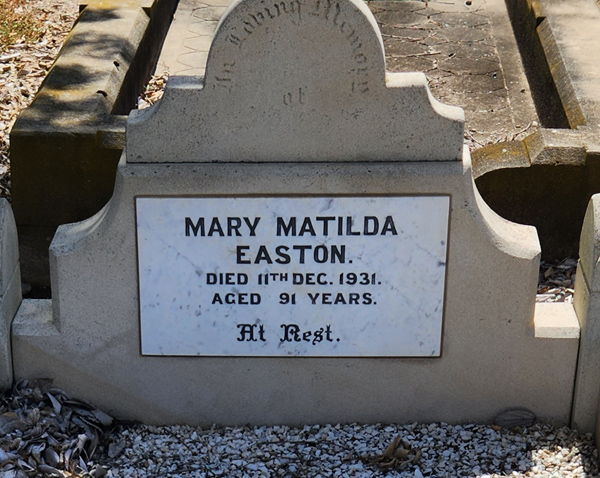 In Loving Memory
of
MARY MATILDA
EASTON.
DIED 11TH DEC. 1931.
AGED 91 YEARS.
At Rest.